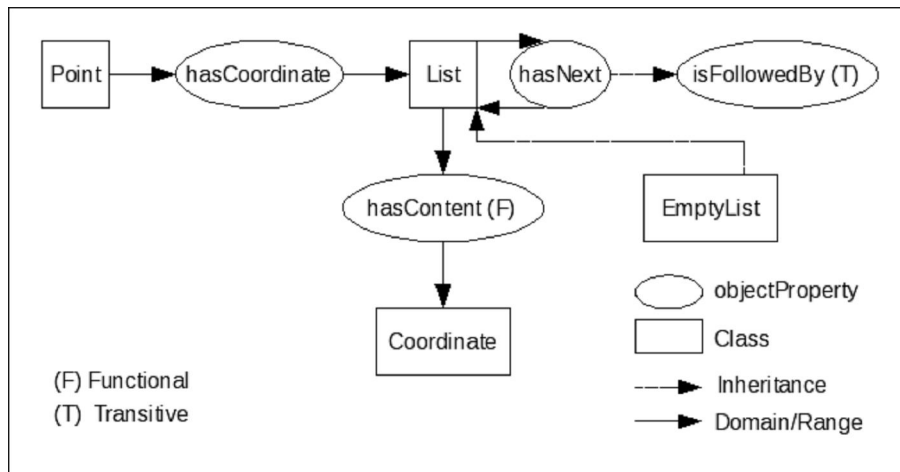 Point
hasCoordinate
List
hasNext
isFollowedBy (T)
hasContent (F)
EmptyList
Coordinate
objectProperty
Class
Inheritance
Domain/Range
(F) Functional
(T) Transitive